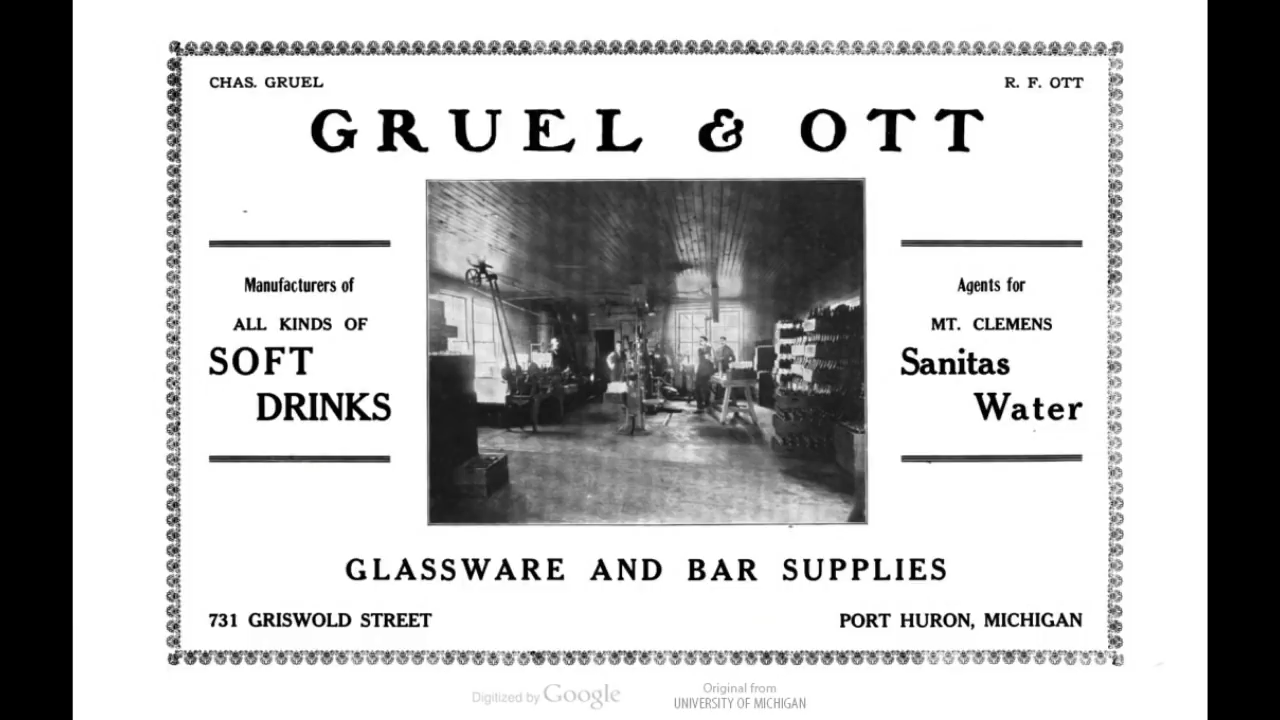 CHAS. GRUEL
R. F. OTT
GRUEL & OTT
Manufacturers of
ALL KINDS OF
SOFT
DRINKS
Agents for
MT. CLEMENS
Sanitas
Water
GLASSWARE AND BAR SUPPLIES
731 GRISWOLD STREET
PORT HURON, MICHIGAN
Digitized by Google
Original from
UNIVERSITY OF MICHIGAN